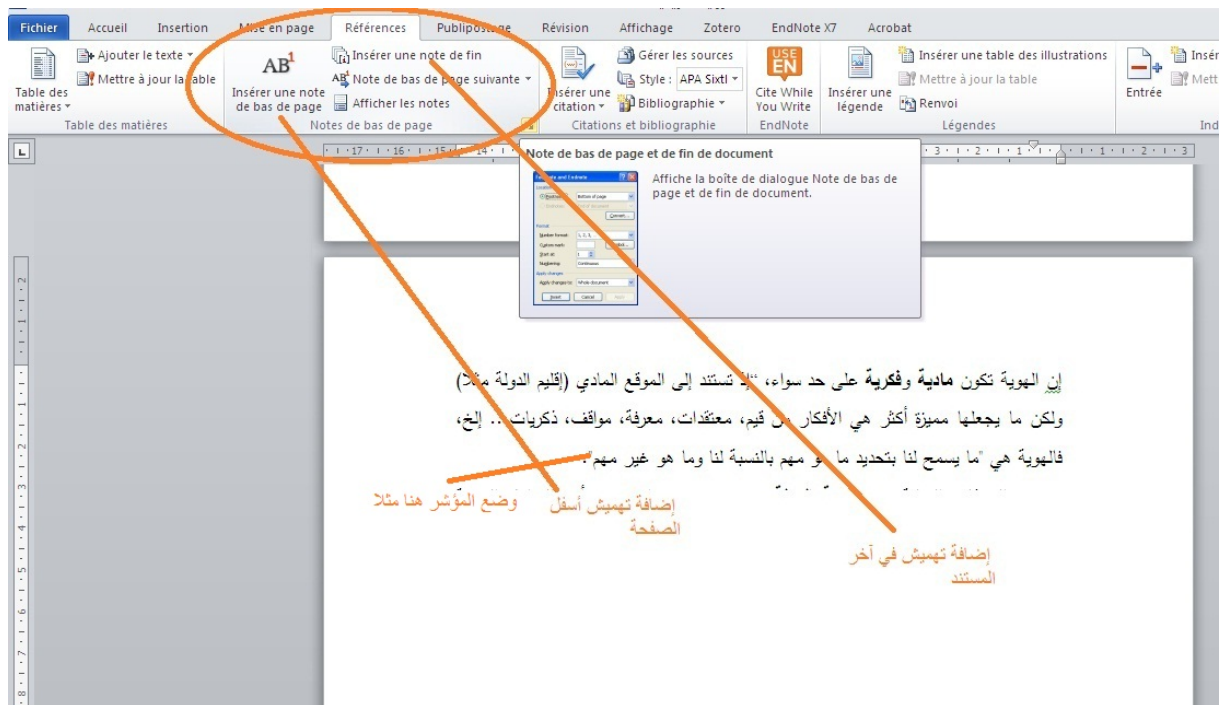 Fichier Accueil Insertion Mise en page Références Publipostage Révision Affichage Zotero EndNote X7 Acrobat
Table des matières
Ajouter le texte
Mettre à jour la table
Table des matières
AB¹
Insérer une note de bas de page
Insérer une note de fin
Note de bas de page suivante
Afficher les notes
Notes de bas de page
Insérer une citation
Gérer les sources
Style : APA Sixtl
Bibliographie
Citations et bibliographie
Cite While You Write
EndNote
Insérer une légende
Insérer une table des illustrations
Mettre à jour la table
Renvoi
Légendes
Entrée
Insér
Mett
Ind
Note de bas de page et de fin de document
Affiche la boîte de dialogue Note de bas de
page et de fin de document.
إن الهوية تكون مادية وفكرية على حد سواء، "إذ تستند إلى الموقع المادي (إقليم الدولة مثلا)
ولكن ما يجعلها مميزة أكثر هي الأفكار من قيم، معتقدات، معرفة، مواقف، ذكريات... إلخ،
فالهوية هي "ما يسمح لنا بتحديد ما هو مهم بالنسبة لنا وما هو غير مهم".
وضع المؤشر هنا مثلا
إضافة تهميش أسفل
الصفحة
إضافة تهميش في آخر
المستند